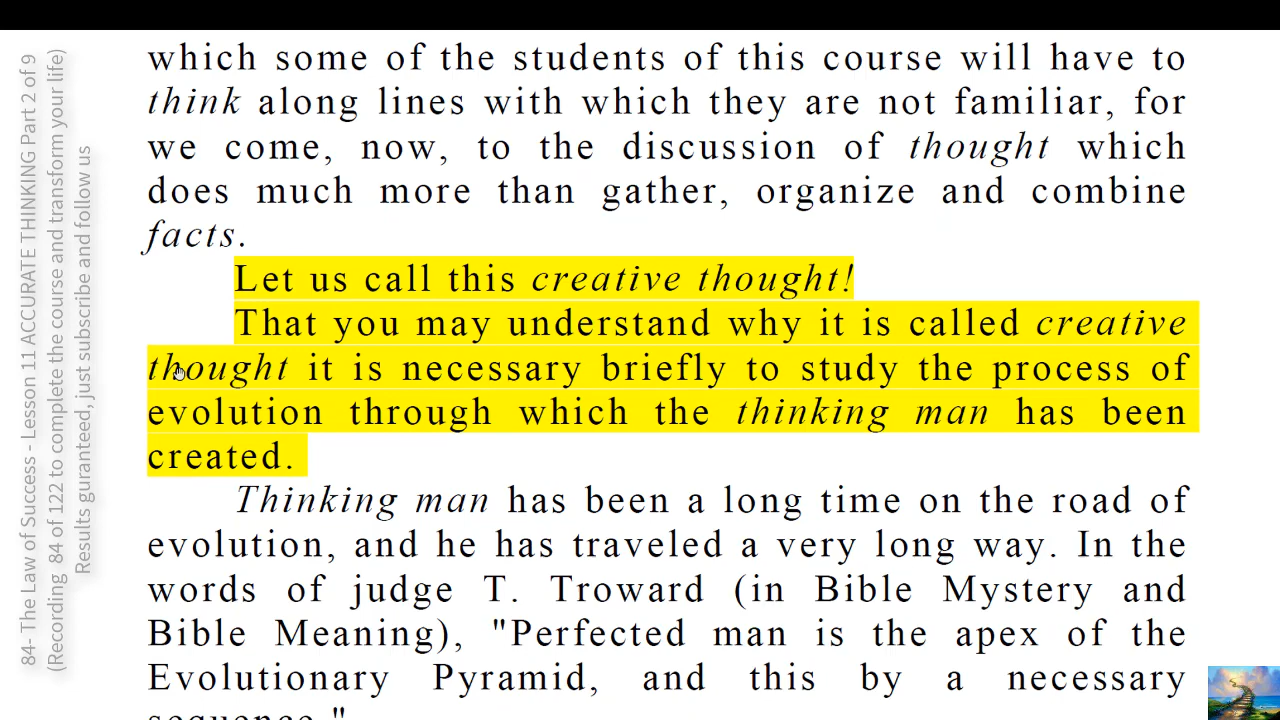 which some of the students of this course will have to
think along lines with which they are not familiar, for
we come, now, to the discussion of thought which
does much more than gather, organize and combine
facts.
Let us call this creative thought!
That you may understand why it is called creative
thought it is necessary briefly to study the process of
evolution through which the thinking man has been
created.
Thinking man has been a long time on the road of
evolution, and he has traveled a very long way. In the
words of judge T. Troward (in Bible Mystery and
Bible Meaning), "Perfected man is the apex of the
Evolutionary Pyramid, and this by a necessary
sequence."
84- The Law of Success - Lesson 11 ACCURATE THINKING Part 2 of 9
(Recording 84 of 122 to complete the course and transform your life)
Results guranteed, just subscribe and follow us